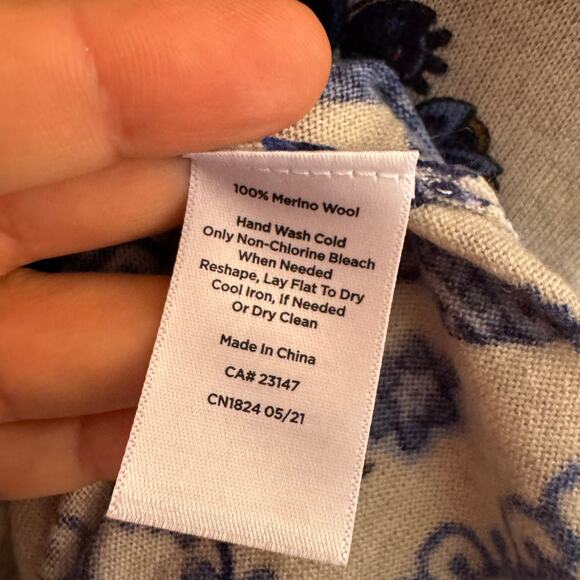 100% Merino Wool
Hand Wash Cold
Only Non-Chlorine Bleach
When Needed
Reshape, Lay Flat To Dry
Cool Iron, If Needed
Or Dry Clean
Made In China
CA# 23147
CN1824 05/21